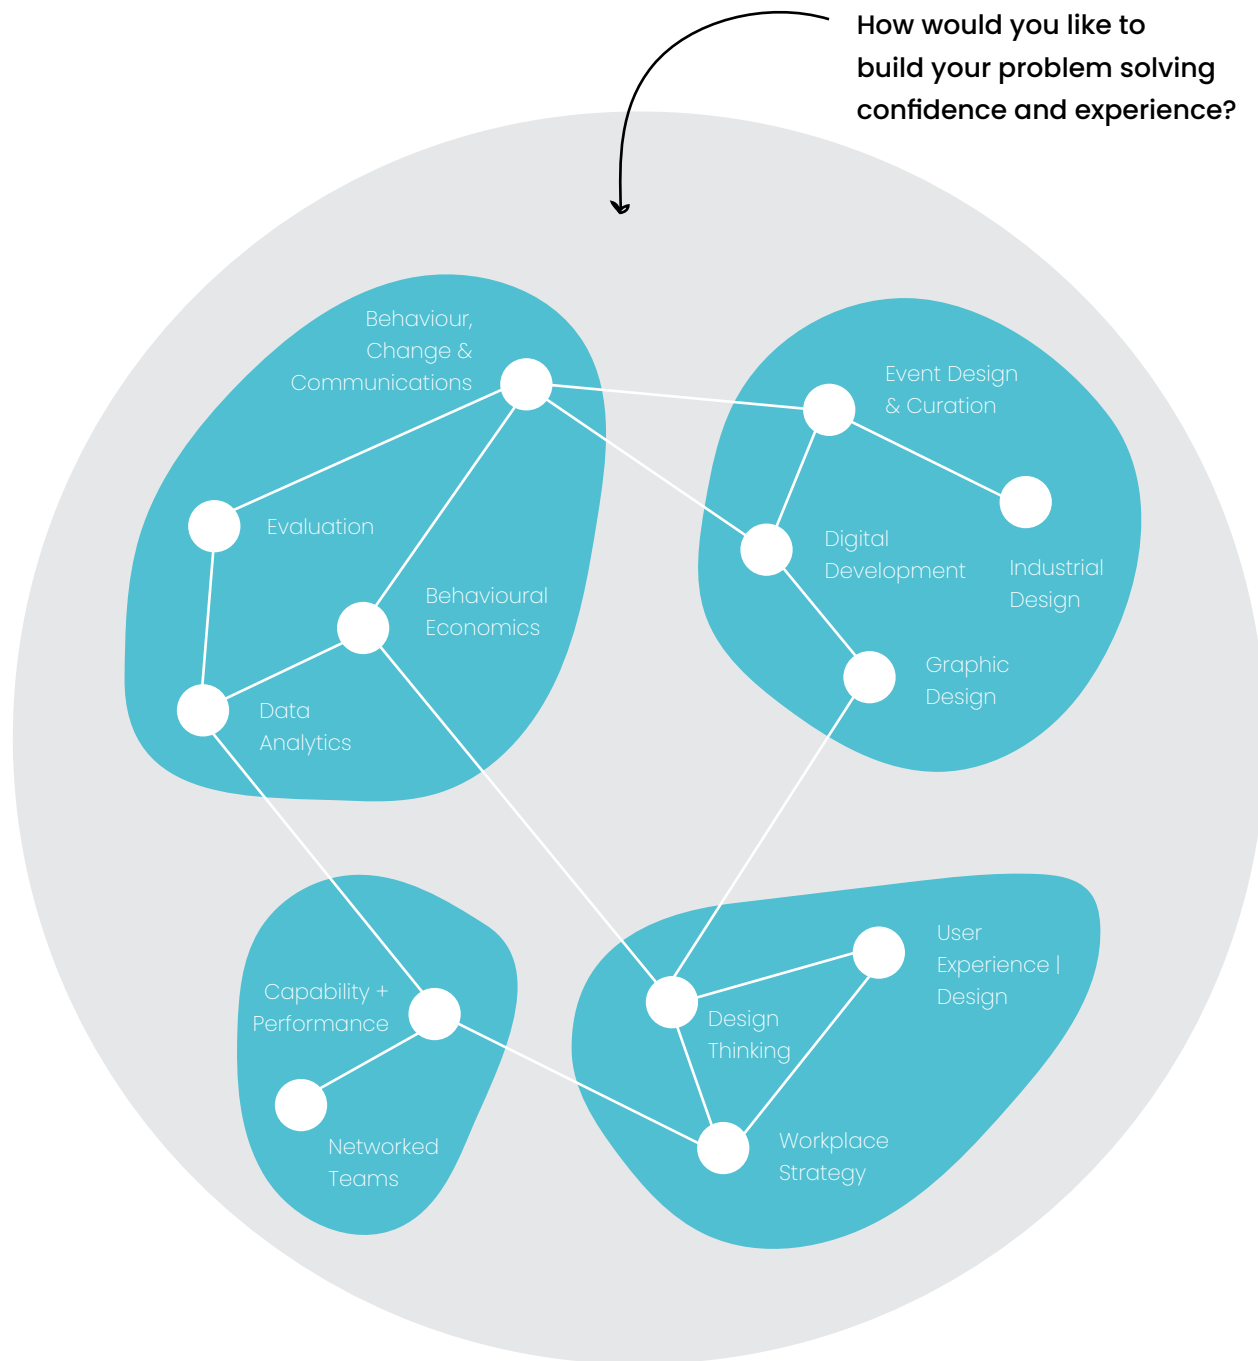 How would you like to
build your problem solving
confidence and experience?
Behaviour,
Change &
Communications
Evaluation
Behavioural
Economics
Data
Analytics
Event Design
& Curation
Digital
Development
Industrial
Design
Graphic
Design
Capability +
Performance
Networked
Teams
User
Experience |
Design
Design
Thinking
Workplace
Strategy